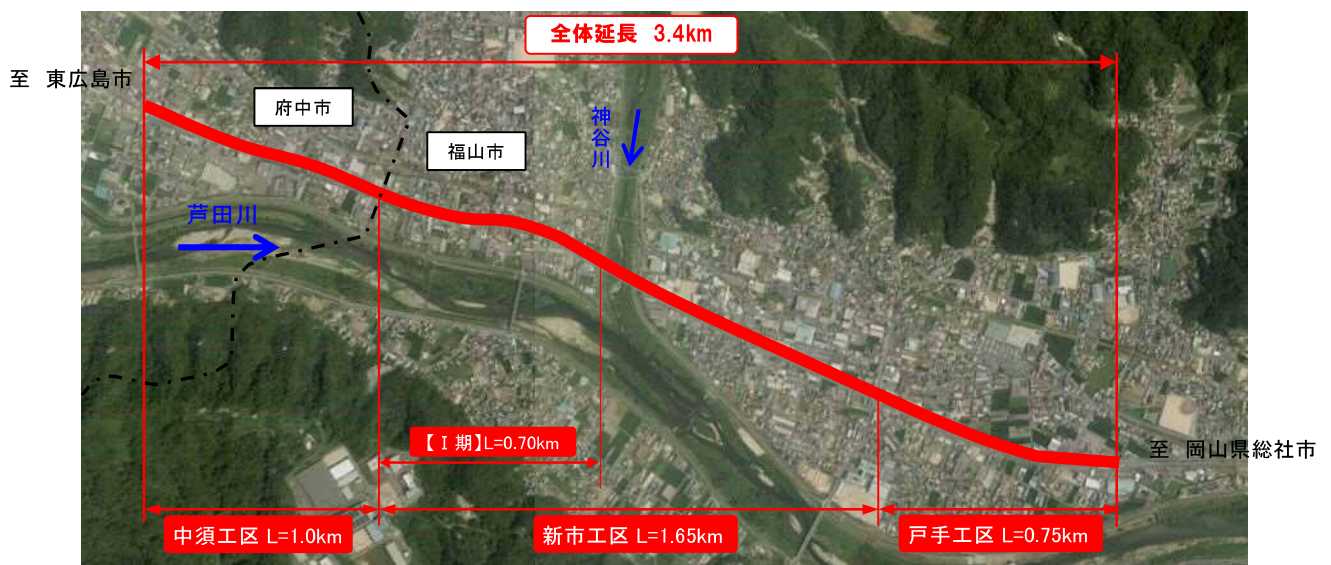 全体延長 3.4km
至 東広島市
府中市
福山市
神谷川
芦田川
【Ⅰ期】L=0.70km
至 岡山県総社市
中須工区 L=1.0km
新市工区 L=1.65km
戸手工区 L=0.75km